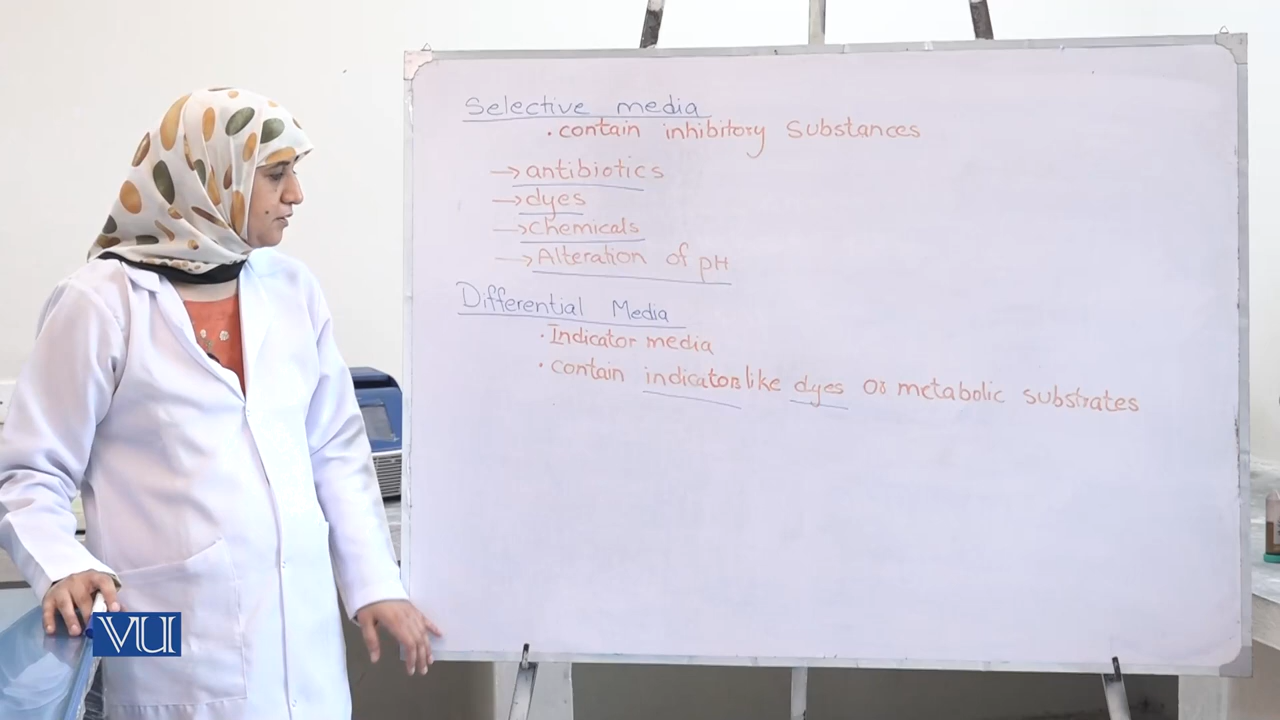 Selective media
• contain inhibitory substances
→ antibiotics
→ dyes
→ chemicals
→ Alteration of pH
Differential Media
• Indicator media
• contain indicators like dyes or metabolic substrates
VU